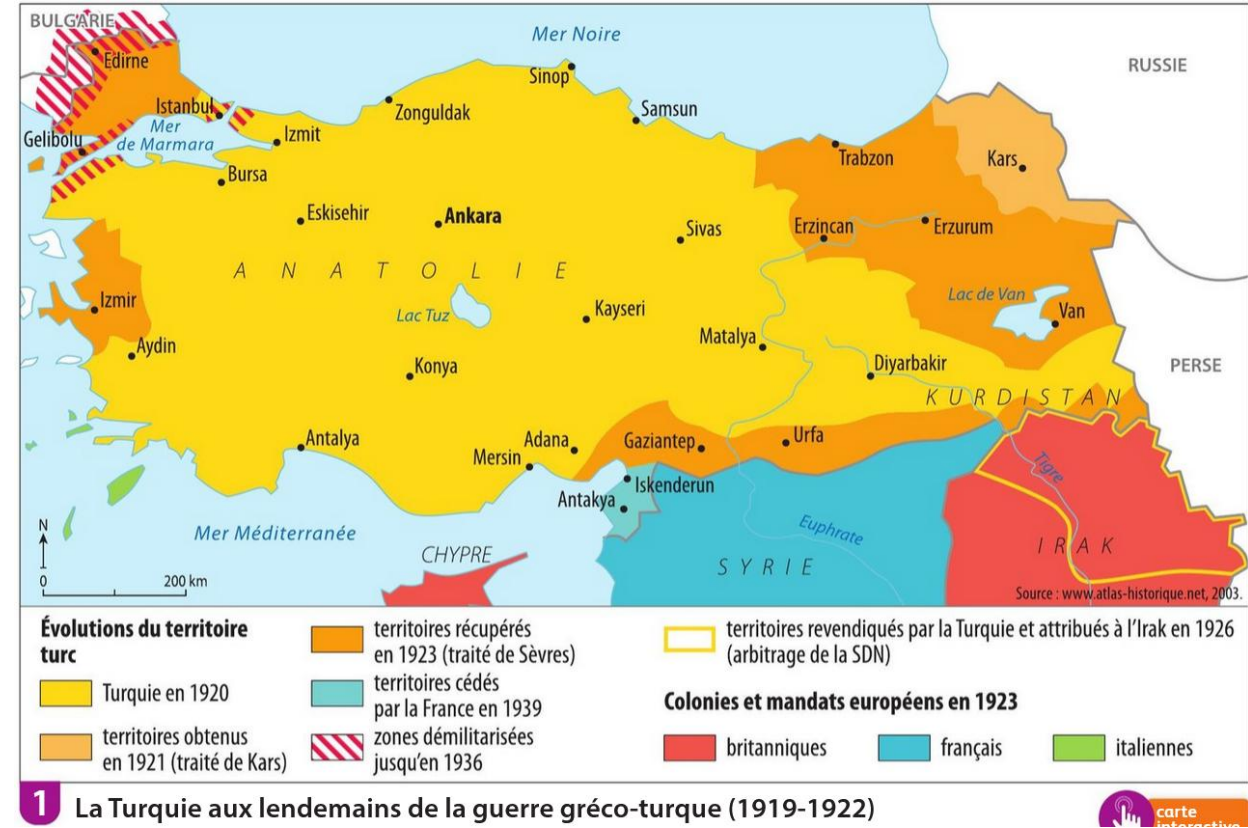 BULGARIE
Edirne
Istanbul
Gelibolu
Mer
de Marmara
Izmit
Bursa
Eskisehir
Zonguldak
Mer Noire
Sinop
Samsun
RUSSIE
Trabzon
Kars
Ankara
Sivas
Erzincan
Erzurum
ANATOLIE
Izmir
Aydin
Lac Tuz
Kayseri
Konya
Matalya
Lac de Van
Van
Diyarbakir
PERSE
KURDISTAN
Antalya
Mersin
Adana
Gaziantep
Urfa
Iskenderun
Antakya
Mer Méditerranée
CHYPRE
SYRIE
Euphrate
Tigre
IRAK
N
0 200 km
Source : www.atlas-historique.net, 2003.
Évolutions du territoire
turc
Turquie en 1920
territoires obtenus
en 1921 (traité de Kars)
territoires récupérés
en 1923 (traité de Sèvres)
territoires cédés
par la France en 1939
zones démilitarisées
jusqu'en 1936
territoires revendiqués par la Turquie et attribués à l'Irak en 1926
(arbitrage de la SDN)
Colonies et mandats européens en 1923
britanniques
français
italiennes
1 La Turquie aux lendemains de la guerre gréco-turque (1919-1922)
carte
interactive